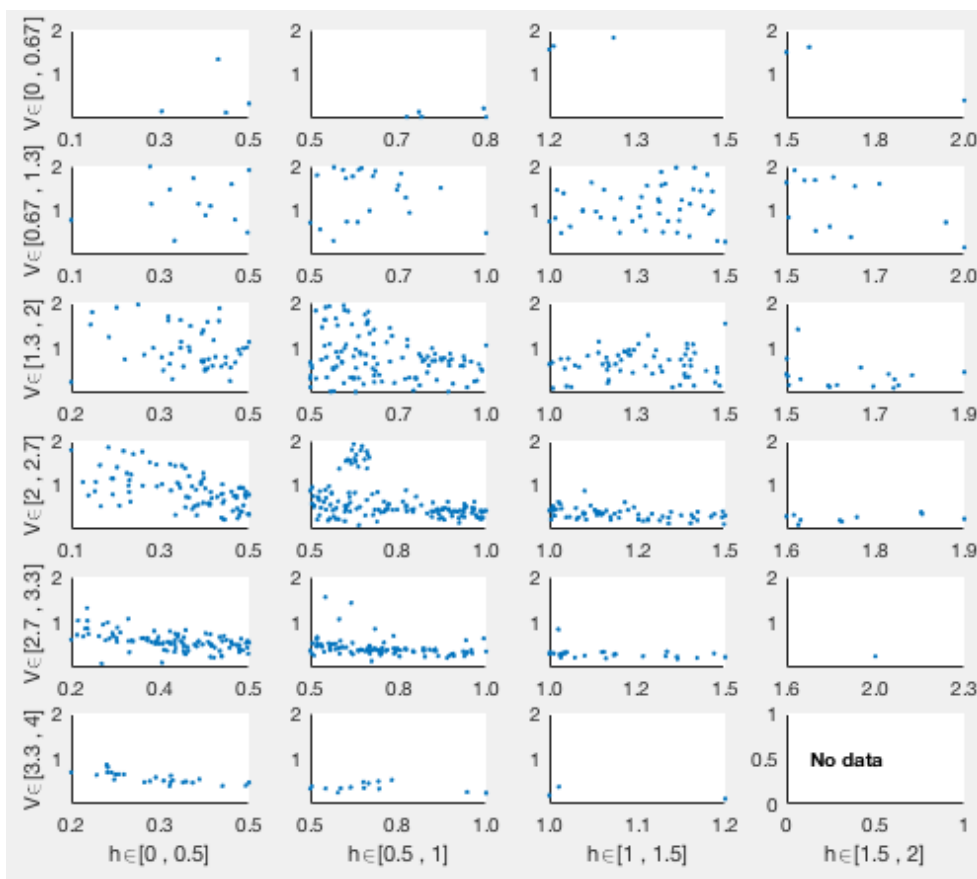 V∈[0 , 0.67]
2
1
0.1 0.3 0.5
2
1
0.5 0.7 0.8
2
1
1.2 1.3 1.5
2
1
1.5 1.8 2.0
V∈[0.67 , 1.3]
2
1
0.1 0.3 0.5
2
1
0.5 0.7 1.0
2
1
1.0 1.3 1.5
2
1
1.5 1.7 2.0
V∈[1.3 , 2]
2
1
0.2 0.3 0.5
2
1
0.5 0.7 1.0
2
1
1.0 1.3 1.5
2
1
1.5 1.7 1.9
V∈[2 , 2.7]
2
1
0.1 0.3 0.5
2
1
0.5 0.8 1.0
2
1
1.0 1.3 1.5
2
1
1.6 1.8 1.9
V∈[2.7 , 3.3]
2
1
0.2 0.4 0.5
2
1
0.5 0.8 1.0
2
1
1.0 1.2 1.5
2
1
1.6 2.0 2.3
V∈[3.3 , 4]
2
1
0.2 0.3 0.5
2
1
0.5 0.8 1.0
2
1
1.0 1.1 1.2
1
0.5
0
No data
0 0.5 1
h∈[0 , 0.5]
h∈[0.5 , 1]
h∈[1 , 1.5]
h∈[1.5 , 2]